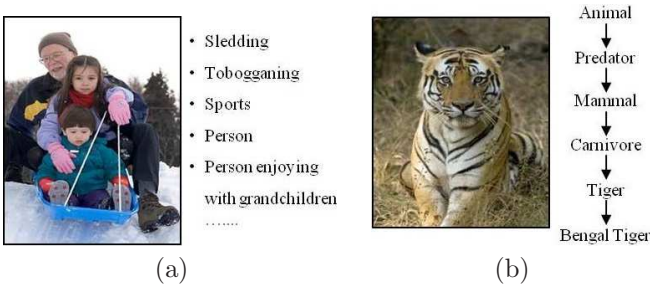 • Sledding
• Tobogganing
• Sports
• Person
• Person enjoying
with grandchildren
........
(a)
Animal
Predator
Mammal
Carnivore
Tiger
Bengal Tiger
(b)